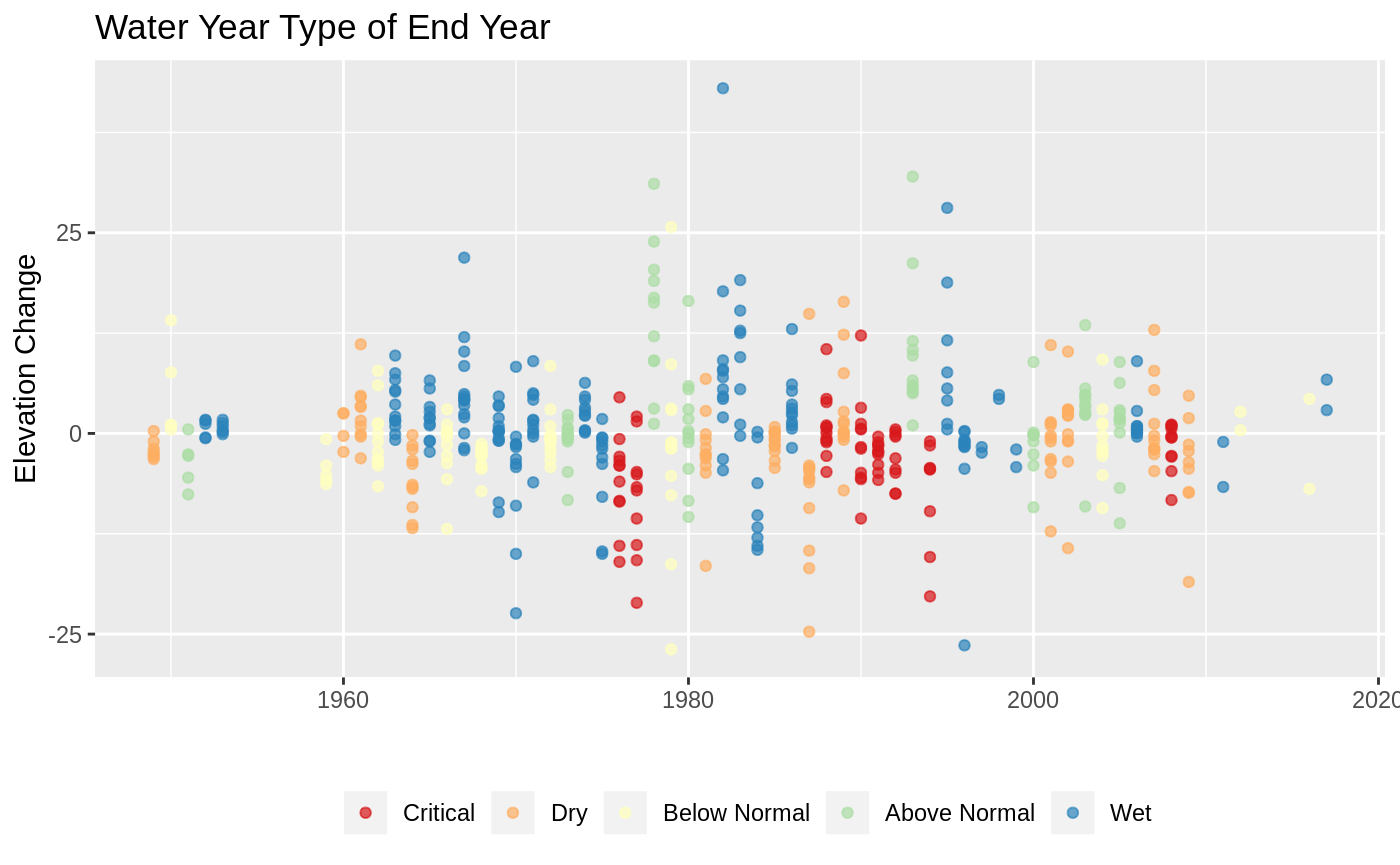 Water Year Type of End Year
Elevation Change
25
0
-25
1960
1980
2000
2020
Critical
Dry
Below Normal
Above Normal
Wet